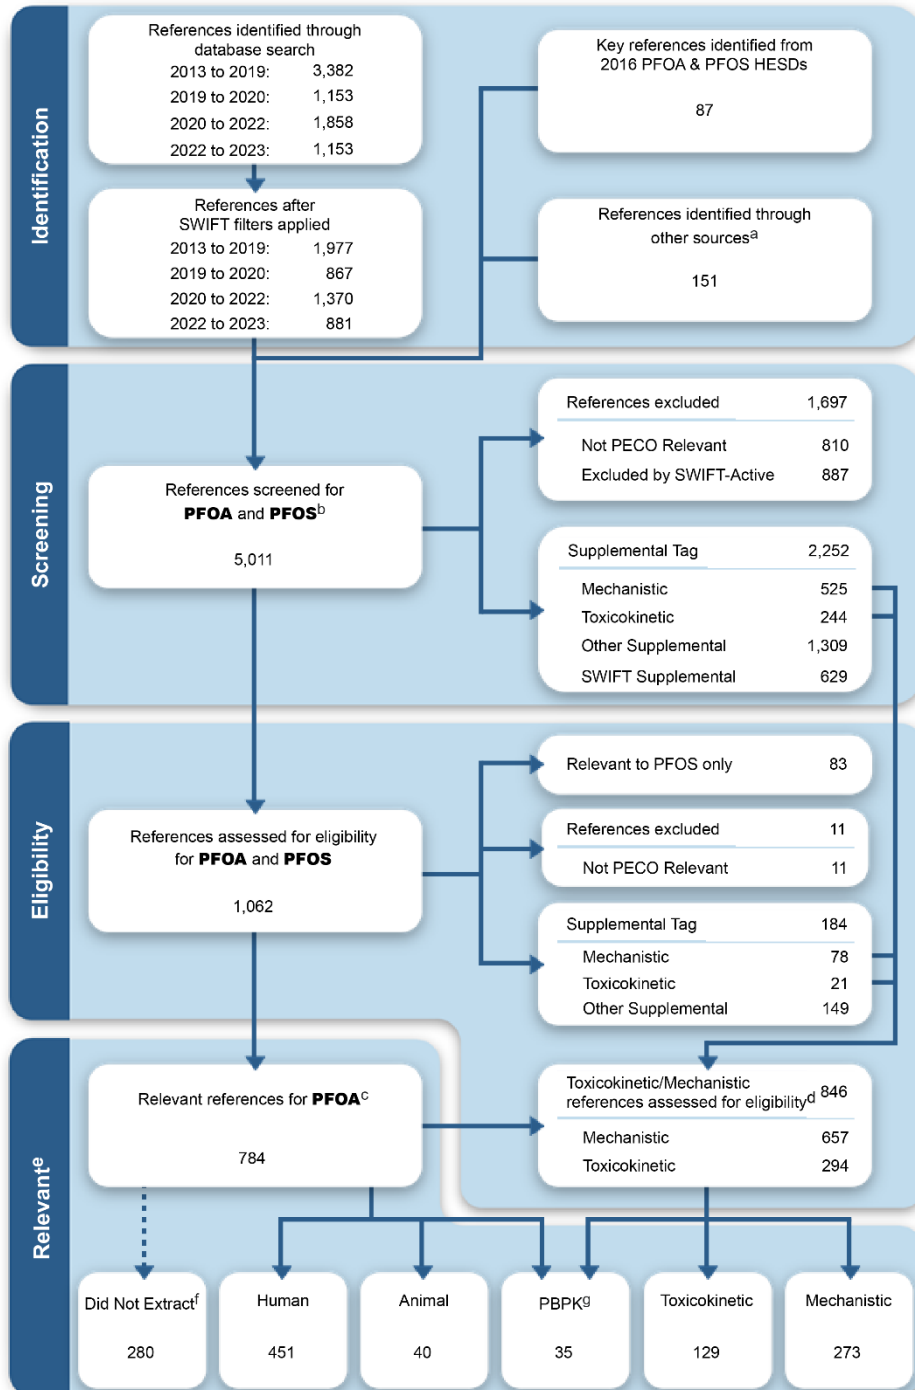 Identification
References identified through
database search
2013 to 2019: 3,382
2019 to 2020: 1,153
2020 to 2022: 1,858
2022 to 2023: 1,153
References after
SWIFT filters applied
2013 to 2019: 1,977
2019 to 2020: 867
2020 to 2022: 1,370
2022 to 2023: 881
Key references identified from
2016 PFOA & PFOS HESDs
87
References identified through
other sourcesa
151
Screening
References screened for
PFOA and PFOSb
5,011
References excluded 1,697
Not PECO Relevant 810
Excluded by SWIFT-Active 887
Supplemental Tag 2,252
Mechanistic 525
Toxicokinetic 244
Other Supplemental 1,309
SWIFT Supplemental 629
Eligibility
References assessed for eligibility
for PFOA and PFOS
1,062
Relevant to PFOS only 83
References excluded 11
Not PECO Relevant 11
Supplemental Tag 184
Mechanistic 78
Toxicokinetic 21
Other Supplemental 149
Relevante
Relevant references for PFOAc
784
Toxicokinetic/Mechanistic
references assessed for eligibilityd 846
Mechanistic 657
Toxicokinetic 294
Did Not Extractf
280
Human
451
Animal
40
PBPKg
35
Toxicokinetic
129
Mechanistic
273